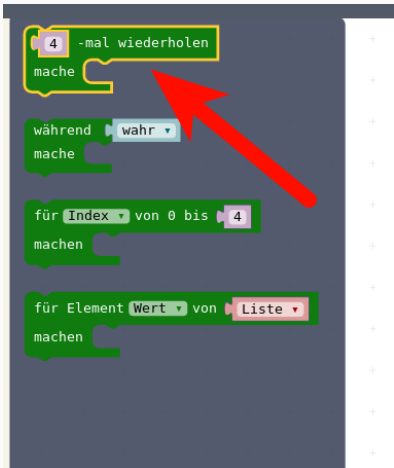 4 -mal wiederholen
mache
während wahr
mache
für Index von 0 bis 4
machen
für Element Wert von Liste
machen